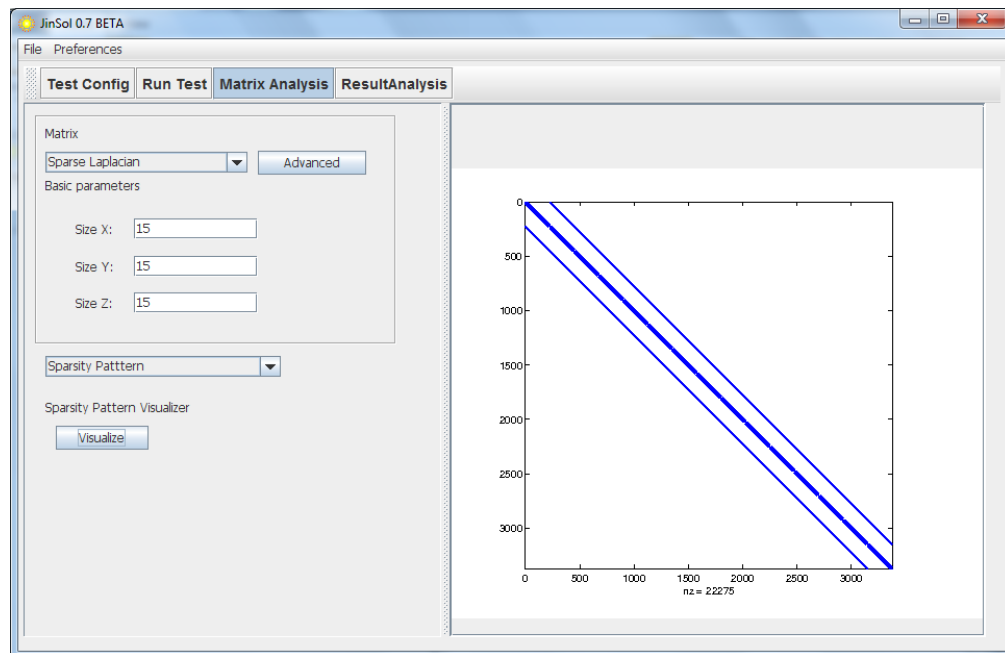 JinSol 0.7 BETA
File Preferences
Test Config Run Test Matrix Analysis ResultAnalysis
Matrix
Sparse Laplacian Advanced
Basic parameters
Size X: 15
Size Y: 15
Size Z: 15
Sparsity Patttern
Sparsity Pattern Visualizer
Visualize
0
500
1000
1500
2000
2500
3000
0 500 1000 1500 2000 2500 3000
nz = 22275